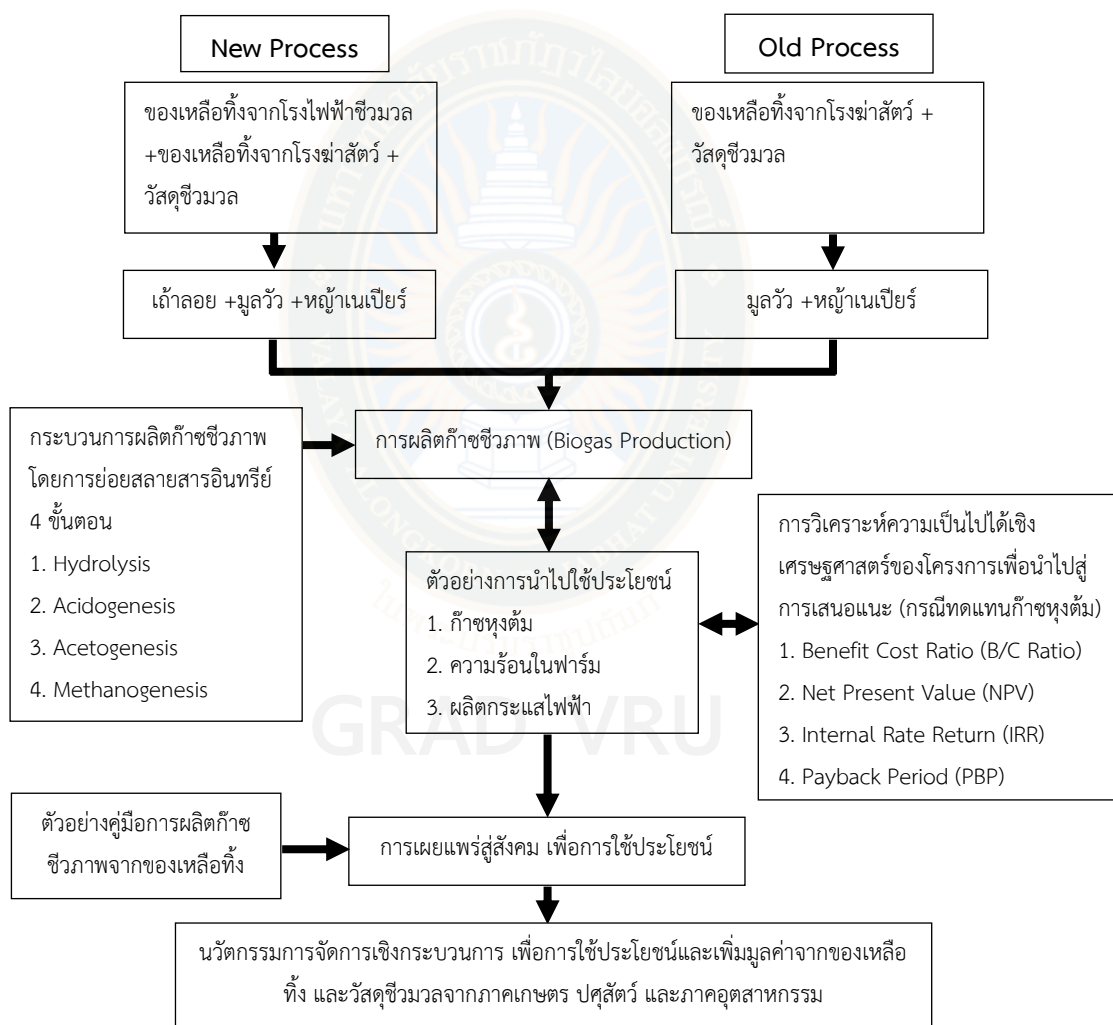 New Process
Old Process
ของเหลือทิ้งจากโรงไฟฟ้าชีวมวล
+ของเหลือทิ้งจากโรงฆ่าสัตว์ +
วัสดุชีวมวล
ของเหลือทิ้งจากโรงฆ่าสัตว์ +
วัสดุชีวมวล
เถ้าลอย +มูลวัว +หญ้าเนเปียร์
มูลวัว +หญ้าเนเปียร์
กระบวนการผลิตก๊าซชีวภาพ
โดยการย่อยสลายสารอินทรีย์
4 ขั้นตอน
1. Hydrolysis
2. Acidogenesis
3. Acetogenesis
4. Methanogenesis
การผลิตก๊าซชีวภาพ (Biogas Production)
ตัวอย่างการนำไปใช้ประโยชน์
1. ก๊าซหุงต้ม
2. ความร้อนในฟาร์ม
3. ผลิตกระแสไฟฟ้า
การวิเคราะห์ความเป็นไปได้เชิง
เศรษฐศาสตร์ของโครงการเพื่อนำไปสู่
การเสนอแนะ (กรณีทดแทนก๊าซหุงต้ม)
1. Benefit Cost Ratio (B/C Ratio)
2. Net Present Value (NPV)
3. Internal Rate Return (IRR)
4. Payback Period (PBP)
GRAD VRU
ตัวอย่างคู่มือการผลิตก๊าซ
ชีวภาพจากของเหลือทิ้ง
การเผยแพร่สู่สังคม เพื่อการใช้ประโยชน์
นวัตกรรมการจัดการเชิงกระบวนการ เพื่อการใช้ประโยชน์และเพิ่มมูลค่าจากของเหลือ
ทิ้ง และวัสดุชีวมวลจากภาคเกษตร ปศุสัตว์ และภาคอุตสาหกรรม